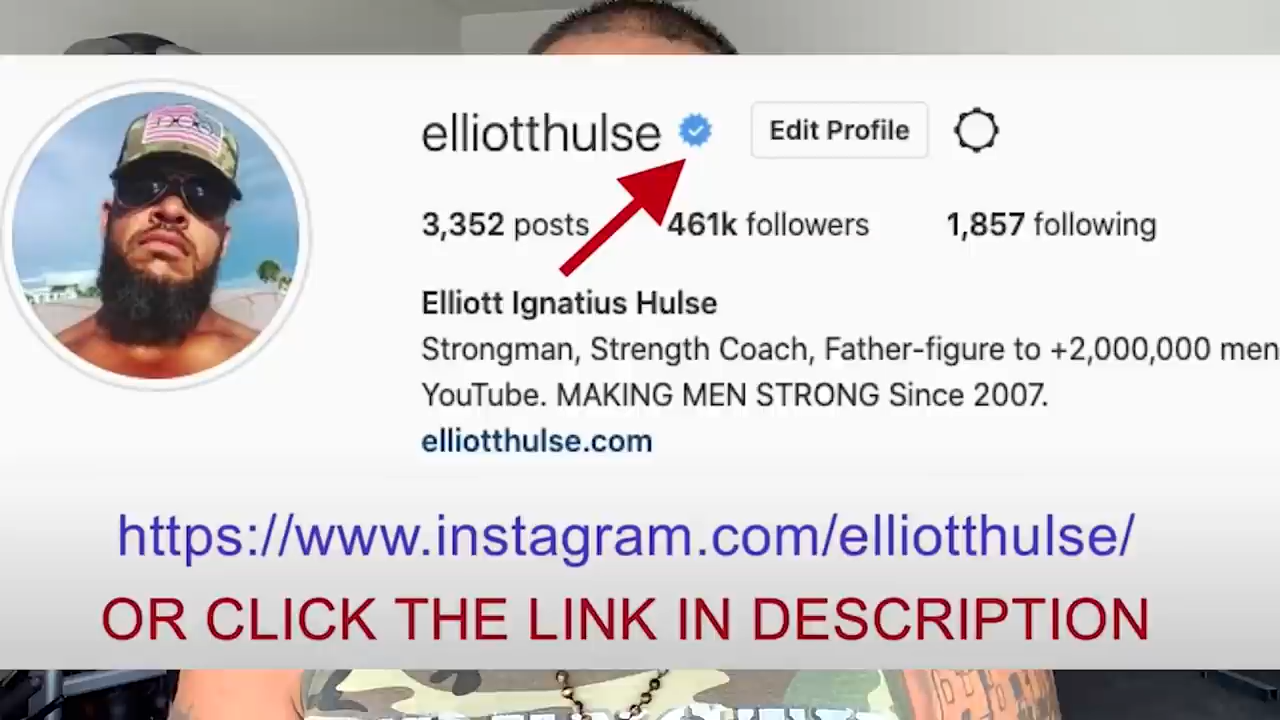 elliotthulse Edit Profile
3,352 posts 461k followers 1,857 following
Elliott Ignatius Hulse
Strongman, Strength Coach, Father-figure to +2,000,000 men
YouTube. MAKING MEN STRONG Since 2007.
elliotthulse.com
https://www.instagram.com/elliotthulse/
OR CLICK THE LINK IN DESCRIPTION